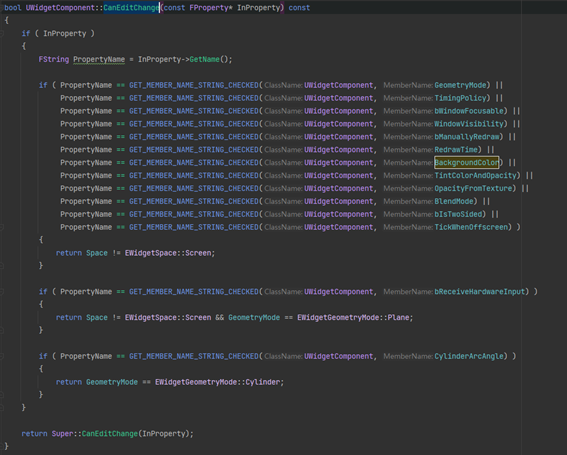 bool UWidgetComponent::CanEditChange(const FProperty* InProperty) const
{
if ( InProperty )
{
FString PropertyName = InProperty->GetName();
if ( PropertyName == GET_MEMBER_NAME_STRING_CHECKED(ClassName: UWidgetComponent, MemberName: GeometryMode) ||
PropertyName == GET_MEMBER_NAME_STRING_CHECKED(ClassName: UWidgetComponent, MemberName: TimingPolicy) ||
PropertyName == GET_MEMBER_NAME_STRING_CHECKED(ClassName: UWidgetComponent, MemberName: bWindowFocusable) ||
PropertyName == GET_MEMBER_NAME_STRING_CHECKED(ClassName: UWidgetComponent, MemberName: WindowVisibility) ||
PropertyName == GET_MEMBER_NAME_STRING_CHECKED(ClassName: UWidgetComponent, MemberName: bManuallyRedraw) ||
PropertyName == GET_MEMBER_NAME_STRING_CHECKED(ClassName: UWidgetComponent, MemberName: RedrawTime) ||
PropertyName == GET_MEMBER_NAME_STRING_CHECKED(ClassName: UWidgetComponent, MemberName: BackgroundColor) ||
PropertyName == GET_MEMBER_NAME_STRING_CHECKED(ClassName: UWidgetComponent, MemberName: TintColorAndOpacity) ||
PropertyName == GET_MEMBER_NAME_STRING_CHECKED(ClassName: UWidgetComponent, MemberName: OpacityFromTexture) ||
PropertyName == GET_MEMBER_NAME_STRING_CHECKED(ClassName: UWidgetComponent, MemberName: BlendMode) ||
PropertyName == GET_MEMBER_NAME_STRING_CHECKED(ClassName: UWidgetComponent, MemberName: bIsTwoSided) ||
PropertyName == GET_MEMBER_NAME_STRING_CHECKED(ClassName: UWidgetComponent, MemberName: TickWhenOffscreen) )
{
return Space != EWidgetSpace::Screen;
}
if ( PropertyName == GET_MEMBER_NAME_STRING_CHECKED(ClassName: UWidgetComponent, MemberName: bReceiveHardwareInput) )
{
return Space != EWidgetSpace::Screen && GeometryMode == EWidgetGeometryMode::Plane;
}
if ( PropertyName == GET_MEMBER_NAME_STRING_CHECKED(ClassName: UWidgetComponent, MemberName: CylinderArcAngle) )
{
return GeometryMode == EWidgetGeometryMode::Cylinder;
}
}
return Super::CanEditChange(InProperty);
}